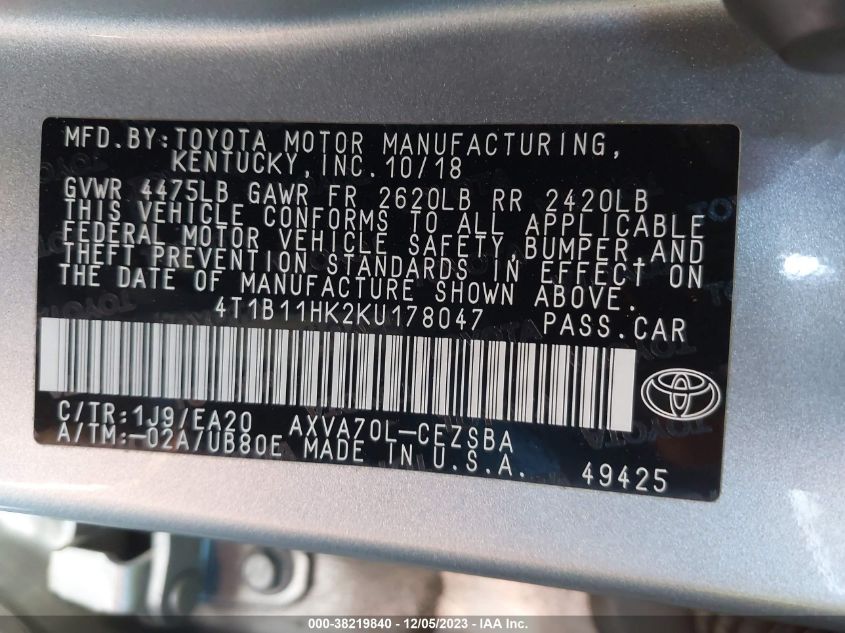 MFD.BY:TOYOTA MOTOR MANUFACTURING,
KENTUCKY,INC.10/18
GVWR 4475LB GAWR FR 2620LB RR 2420LB
THIS VEHICLE CONFORMS TO ALL APPLICABLE
FEDERAL MOTOR VEHICLE SAFETY,BUMPER,AND
THEFT PREVENTION STANDARDS IN EFFECT ON
THE DATE OF MANUFACTURE SHOWN ABOVE.
4T1B11HK2KU178047 PASS.CAR
C/TR:1J9/EA20 AXVA70L-CEZSBA
A/TM:-02A/UB80E MADE IN U.S.A.
49425
000-38219840 - 12/05/2023 - IAA Inc.